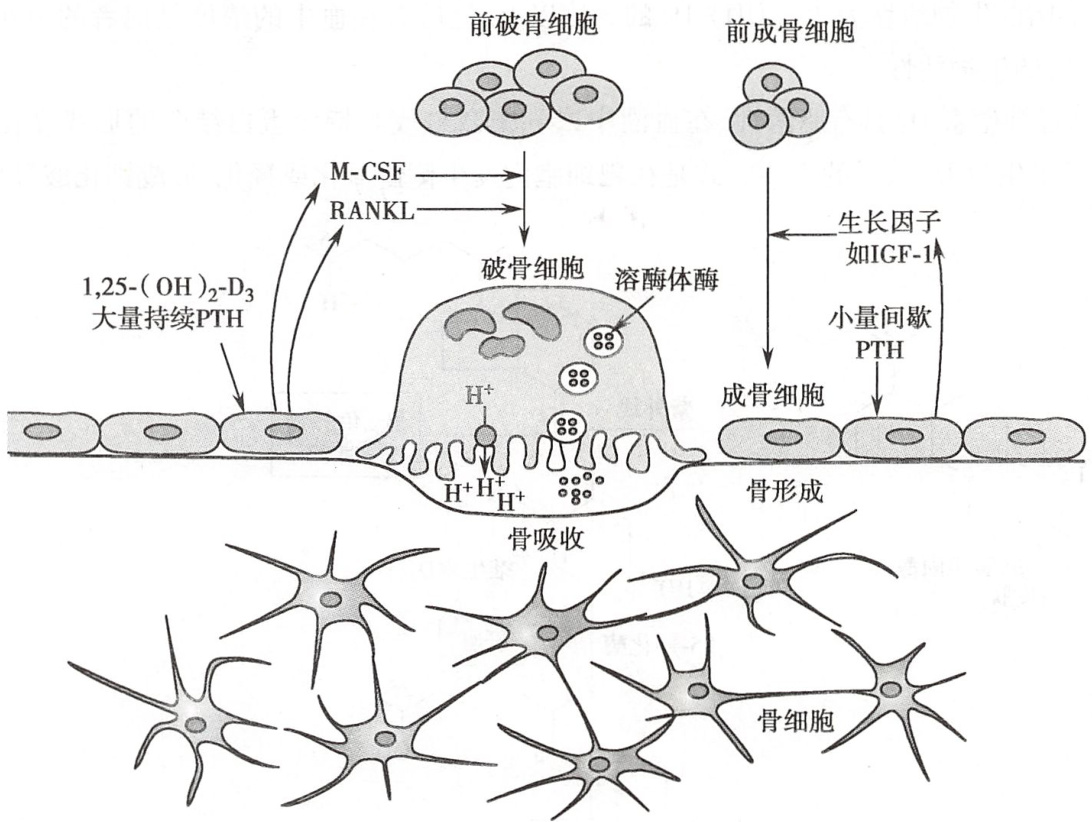 前破骨细胞
前成骨细胞
M-CSF
RANKL
生长因子
如IGF-1
1,25-(OH)₂-D₃
大量持续PTH
破骨细胞
溶酶体酶
小量间歇
PTH
H⁺
成骨细胞
H⁺
H⁺
H⁺
骨形成
骨吸收
骨细胞